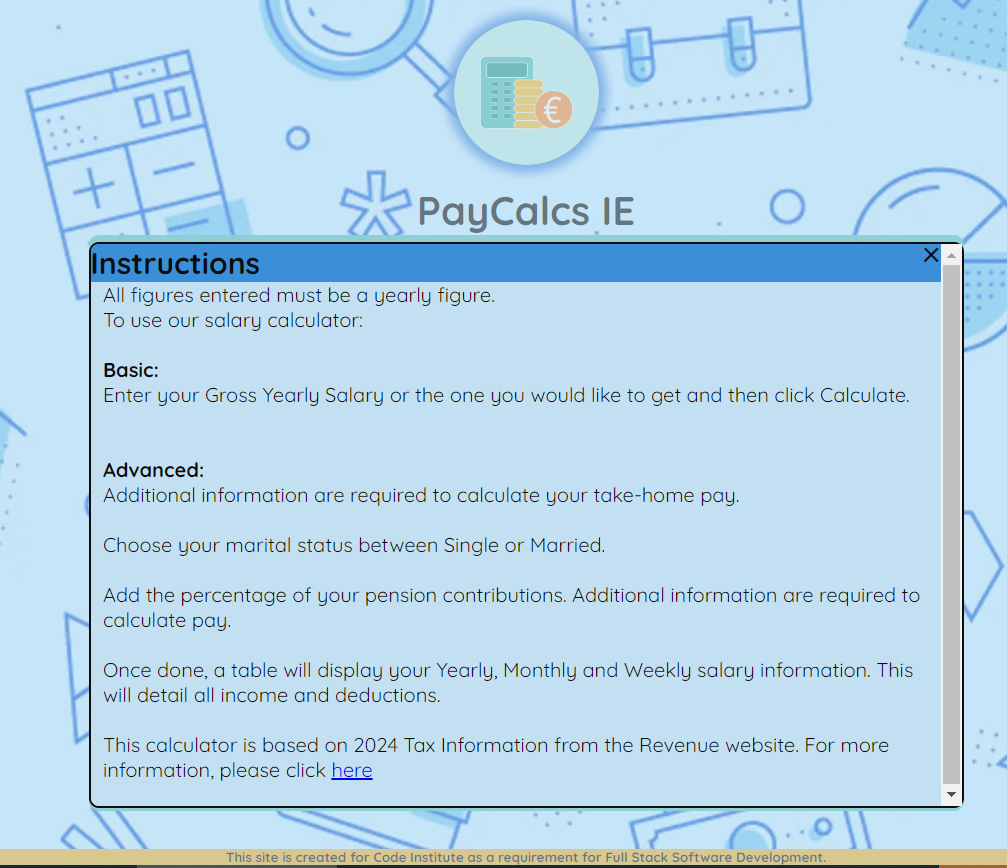 €
PayCalcs IE
Instructions
All figures entered must be a yearly figure.
To use our salary calculator:
Basic:
Enter your Gross Yearly Salary or the one you would like to get and then click Calculate.
Advanced:
Additional information are required to calculate your take-home pay.
Choose your marital status between Single or Married.
Add the percentage of your pension contributions. Additional information are required to
calculate pay.
Once done, a table will display your Yearly, Monthly and Weekly salary information. This
will detail all income and deductions.
This calculator is based on 2024 Tax Information from the Revenue website. For more
information, please click here
This site is created for Code Institute as a requirement for Full Stack Software Development.